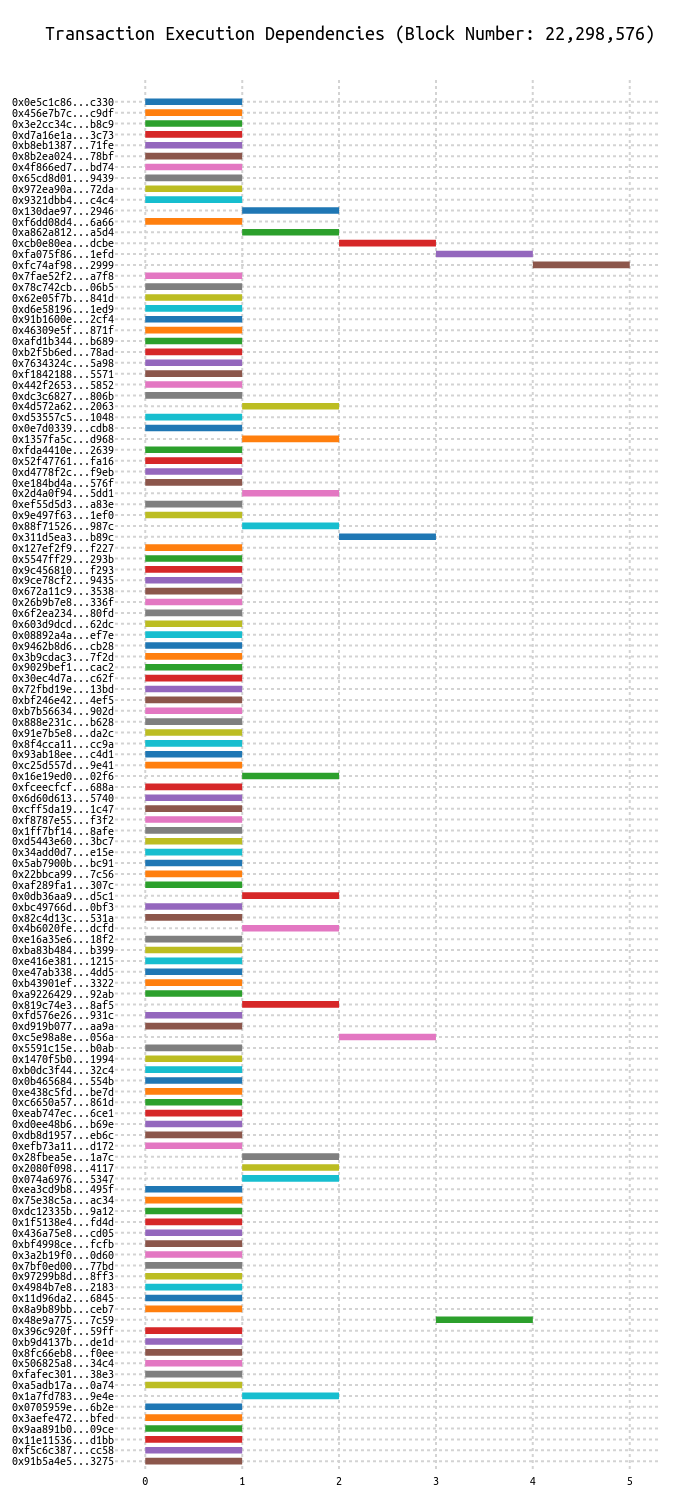 Transaction Execution Dependencies (Block Number: 22,298,576)
0x0e5c1c86...c330
0x456e7b7c...c9df
0x3e2cc34c...b8c9
0xd7a16e1a...3c73
0xb8eb1387...71fe
0x8b2ea024...78bf
0x4f866ed7...bd74
0x65cd8d01...9439
0x972ea90a...72da
0x9321dbb4...c4c4
0x130dae97...2946
0xf6dd08d4...6a66
0xa862a812...a5d4
0xcb0e80ea...dcbe
0xfa075f86...1efd
0xfc74af98...2999
0x7fae52f2...a7f8
0x78c742cb...06b5
0x62e05f7b...841d
0xd6e58196...1ed9
0x91b1600e...2cf4
0x46309e5f...871f
0xafd1b344...b689
0xb2f5b6ed...78ad
0x7634324c...5a98
0xf1842188...5571
0x442f2653...5852
0xdc3c6827...806b
0x4d572a62...2063
0xd53557c5...1048
0x0e7d0339...cdb8
0x1357fa5c...d968
0xfda4410e...2639
0x52f47761...fa16
0xd4778f2c...f9eb
0xe184bd4a...576f
0x2d4a0f94...5dd1
0xef55d5d3...a83e
0x9e497f63...1ef0
0x88f71526...987c
0x311d5ea3...b89c
0x127ef2f9...f227
0x5547ff29...293b
0x9c456810...f293
0x9ce78cf2...9435
0x672a11c9...3538
0x26b9b7e8...336f
0x6f2ea234...80fd
0x603d9dcd...62dc
0x08892a4a...ef7e
0x9462b8d6...cb28
0x3b9cdac3...7f2d
0x9029bef1...cac2
0x30ec4d7a...c62f
0x72fbd19e...13bd
0xbf246e42...4ef5
0xb7b56634...902d
0x888e231c...b628
0x91e7b5e8...da2c
0x8f4cca11...cc9a
0x93ab18ee...c4d1
0xc25d557d...9e41
0x16e19ed0...02f6
0xfceecfcf...688a
0x6d60d613...5740
0xcff5da19...1c47
0xf8787e55...f3f2
0x1ff7bf14...8afe
0xd5443e60...3bc7
0x34add0d7...e15e
0x5ab7900b...bc91
0x22bbca99...7c56
0xaf289fa1...307c
0x0db36aa9...d5c1
0xbc49766d...0bf3
0x82c4d13c...531a
0x4b6020fe...dcfd
0xe16a35e6...18f2
0xba83b484...b399
0xe416e381...1215
0xe47ab338...4dd5
0xb43901ef...3322
0xa9226429...92ab
0x819c74e3...8af5
0xfd576e26...931c
0xd919b077...aa9a
0xc5e98a8e...056a
0x5591c15e...b0ab
0x1470f5b0...1994
0xb0dc3f44...32c4
0x0b465684...554b
0xe438c5fd...be7d
0xc6650a57...861d
0xeab747ec...6ce1
0xd0ee48b6...b69e
0xdb8d1957...eb6c
0xefb73a11...d172
0x28fbea5e...1a7c
0x2080f098...4117
0x074a6976...5347
0xea3cd9b8...495f
0x75e38c5a...ac34
0xdc12335b...9a12
0x1f5138e4...fd4d
0x436a75e8...cd05
0xbf4998ce...fcfb
0x3a2b19f0...0d60
0x7bf0ed00...77bd
0x97299b8d...8ff3
0x4984b7e8...2183
0x11d96da2...6845
0x8a9b89bb...ceb7
0x48e9a775...7c59
0x396c920f...59ff
0xb9d4137b...de1d
0x8fc66eb8...f0ee
0x506825a8...34c4
0xfafec301...38e3
0xa5adb17a...0a74
0x1a7fd783...9e4e
0x0705959e...6b2e
0x3aefe472...bfed
0x9aa891b0...09ce
0x11e11536...d1bb
0xf5c6c387...cc58
0x91b5a4e5...3275
0 1 2 3 4 5